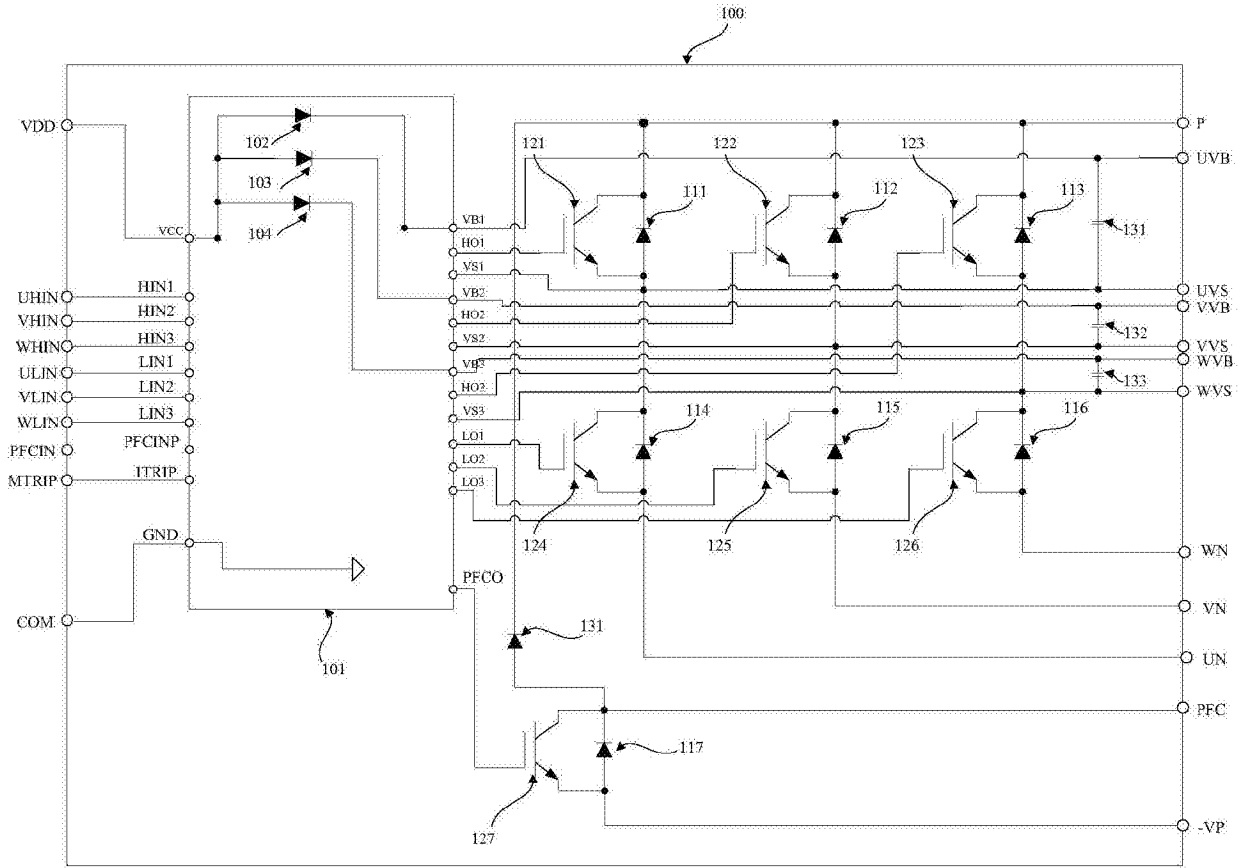 100
VDD
102
103
104
VCC
UHIN
VHIN
WHIN
ULIN
VLIN
WLIN
PFCIN
MTRIP
COM
HIN1
HIN2
HIN3
LIN1
LIN2
LIN3
PFCINP
ITRIP
GND
101
VB1
HO1
VS1
VB2
HO2
VS2
VB3
HO2
VS3
LO1
LO2
LO3
PFCO
121
122
123
111
112
113
131
132
133
114
115
116
124
125
126
131
117
127
P
UVB
UVS
VVB
VVS
WVB
WVS
WN
VN
UN
PFC
-VP